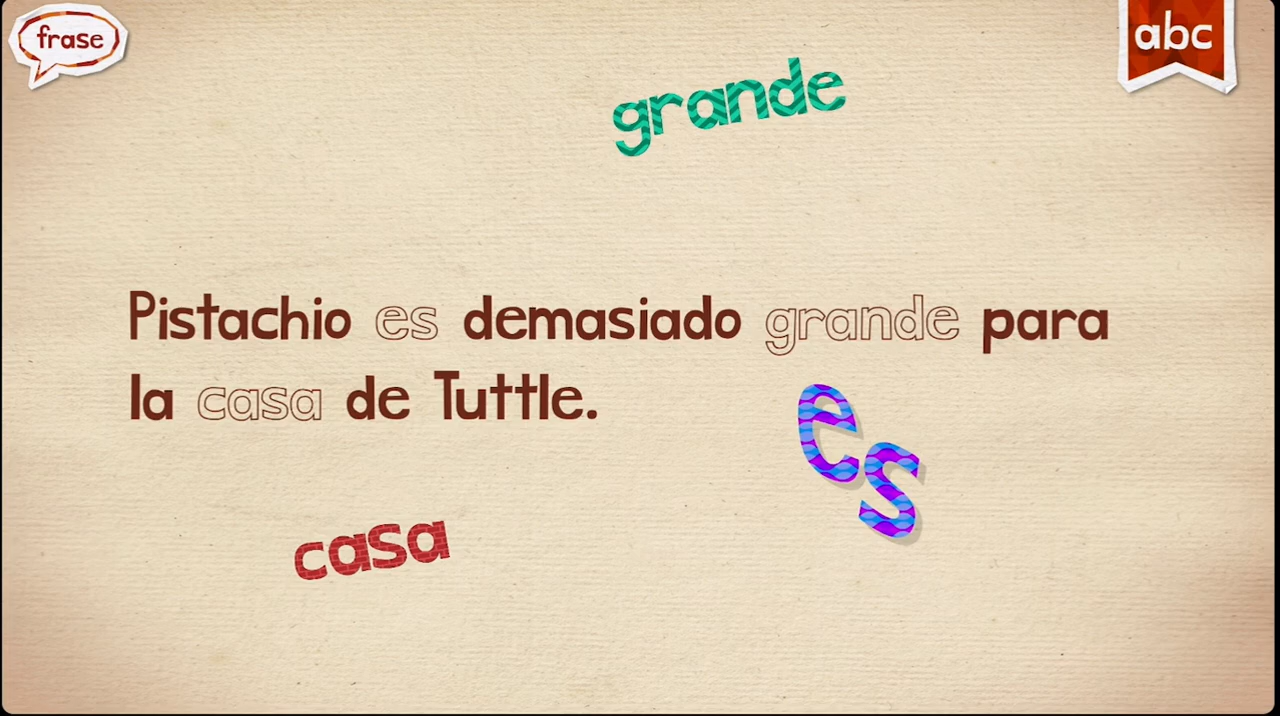 frase
abc
grande
Pistachio es demasiado grande para
la casa de Tuttle.
es
casa